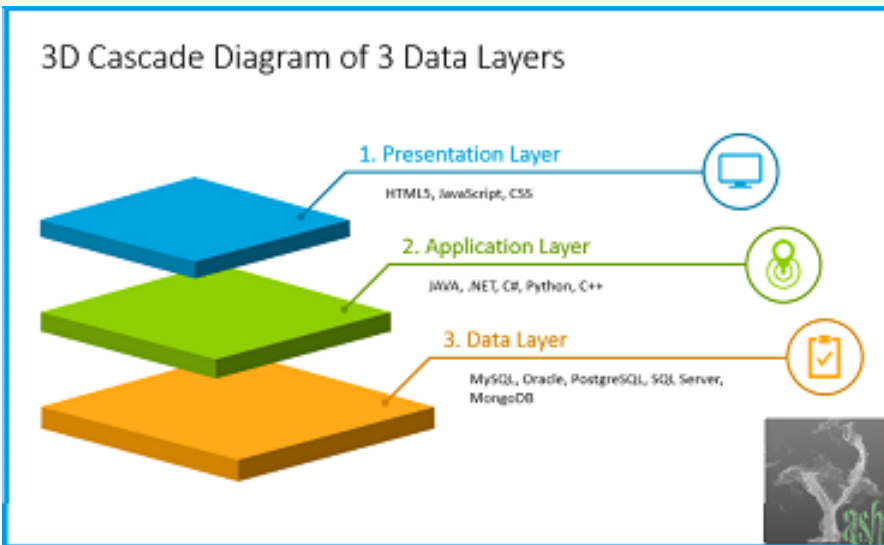 3D Cascade Diagram of 3 Data Layers
1. Presentation Layer
HTML5, JavaScript, CSS
2. Application Layer
JAVA, .NET, C#, Python, C++
3. Data Layer
MySQL, Oracle, PostgreSQL, SQL Server,
MongoDB
Yash